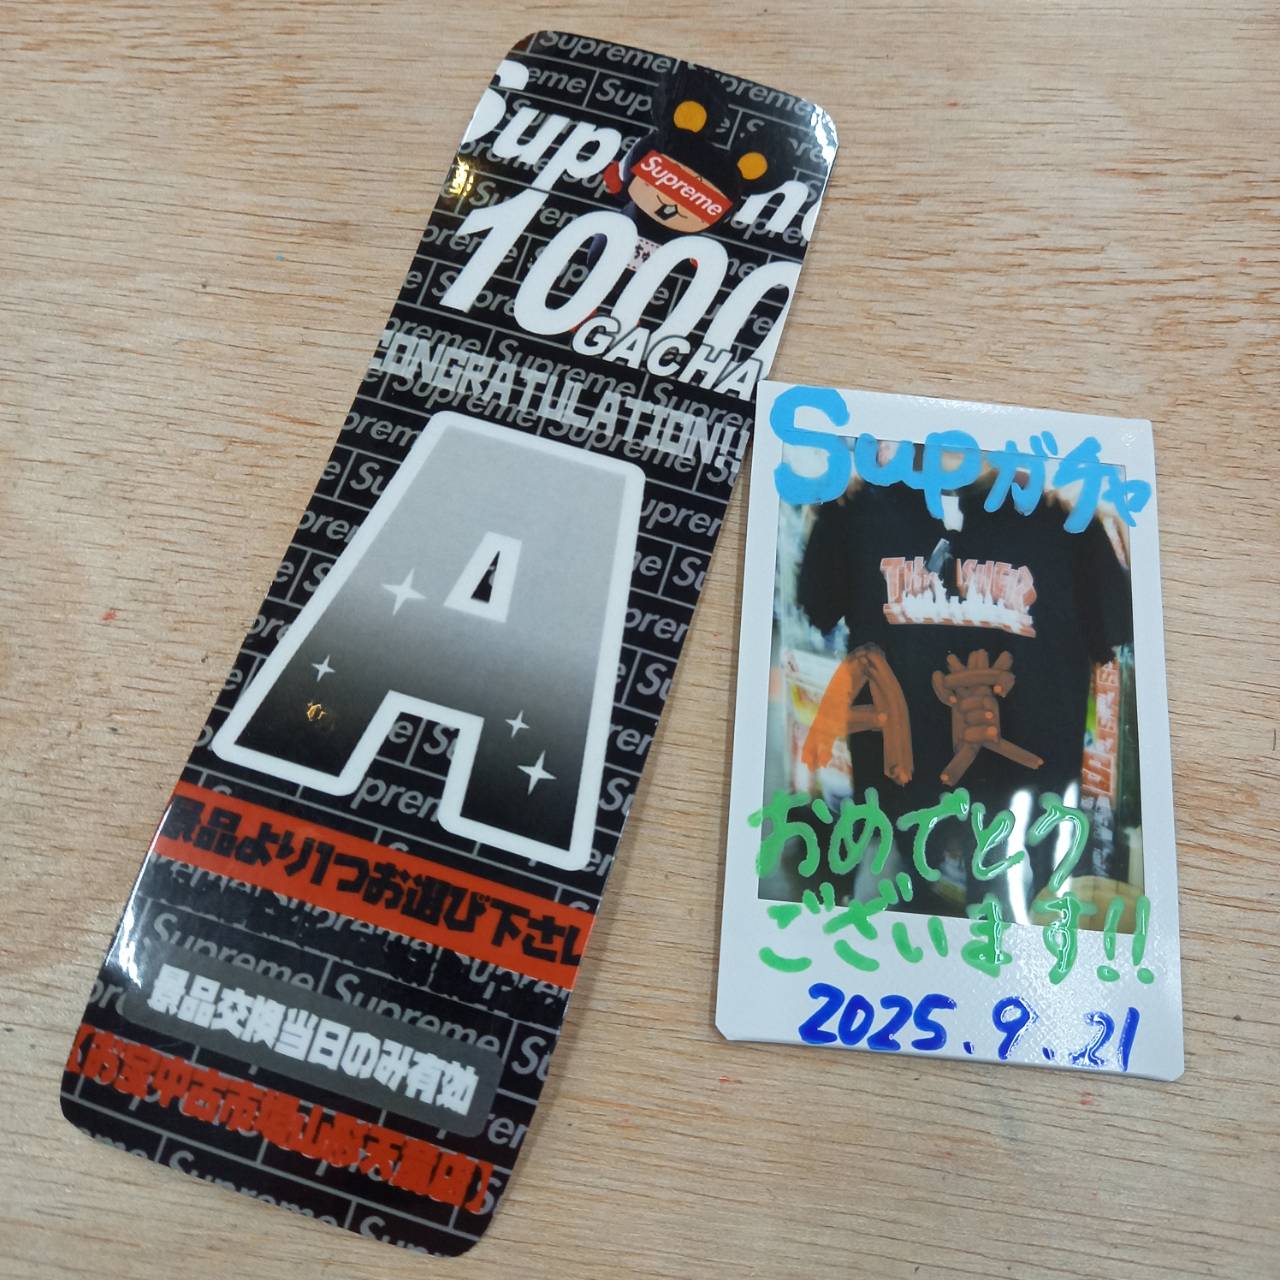 Supreme
1000
GACHA
CONGRATULATION!!
A
景品より1つお選び下さい
景品交換当日のみ有効
Supガチャ
THRASHER
A賞
おめでとう
ございます!!
2025.9.21